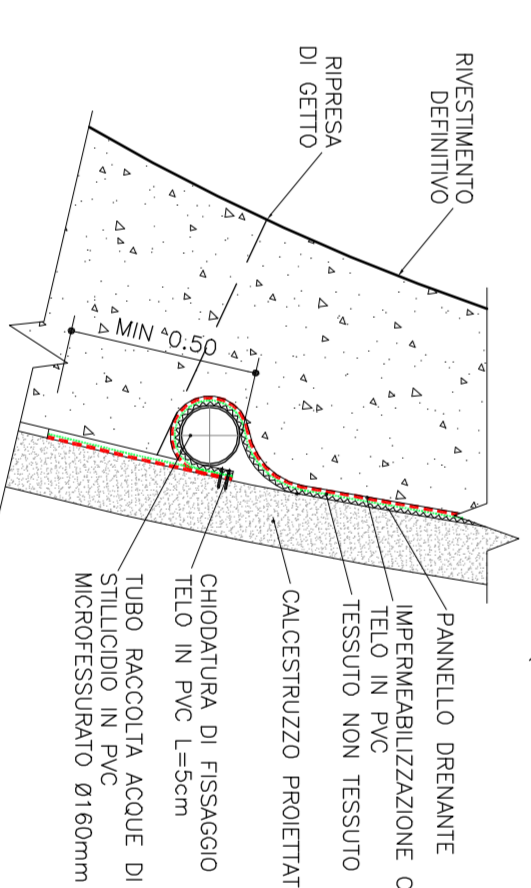 RIVESTIMENTO
DEFINITIVO
RIPRESA
DI GETTO
MIN 0.50
PANNELLO DRENANTE
IMPERMEABILIZZAZIONE C
TELO IN PVC
TESSUTO NON TESSUTO
CALCESTRUZZO PROIETTAT
CHIODATURA DI FISSAGGIO
TELO IN PVC L=5cm
TUBO RACCOLTA ACQUE DI
STILLICIDIO IN PVC
MICROFESSURATO Ø160mm